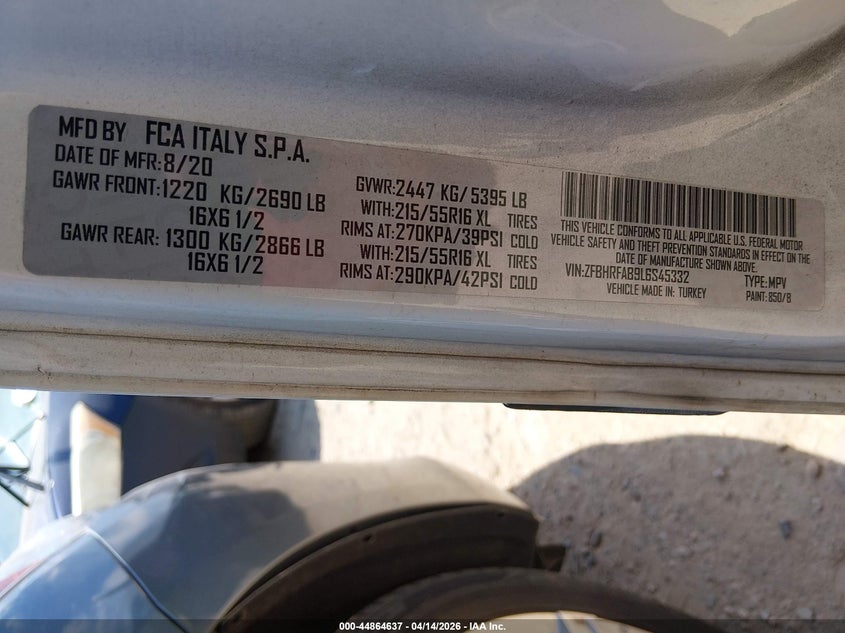 MFD BY FCA ITALY S.P.A.
DATE OF MFR:8/20
GAWR FRONT:1220 KG/2690 LB
16X6 1/2
GAWR REAR: 1300 KG/2866 LB
16X6 1/2
GVWR:2447 KG/5395 LB
WITH:215/55R16 XL TIRES
RIMS AT:270KPA/39PSI COLD
WITH:215/55R16 XL TIRES
RIMS AT:290KPA/42PSI COLD
THIS VEHICLE CONFORMS TO ALL APPLICABLE U.S. FEDERAL MOTOR
VEHICLE SAFETY AND THEFT PREVENTION STANDARDS IN EFFECT ON THE
DATE OF MANUFACTURE SHOWN ABOVE.
VIN:ZFBHRFAB9L6S45332 TYPE:MPV
VEHICLE MADE IN: TURKEY PAINT: 850/8
000-44864637 - 04/14/2026 - IAA Inc.